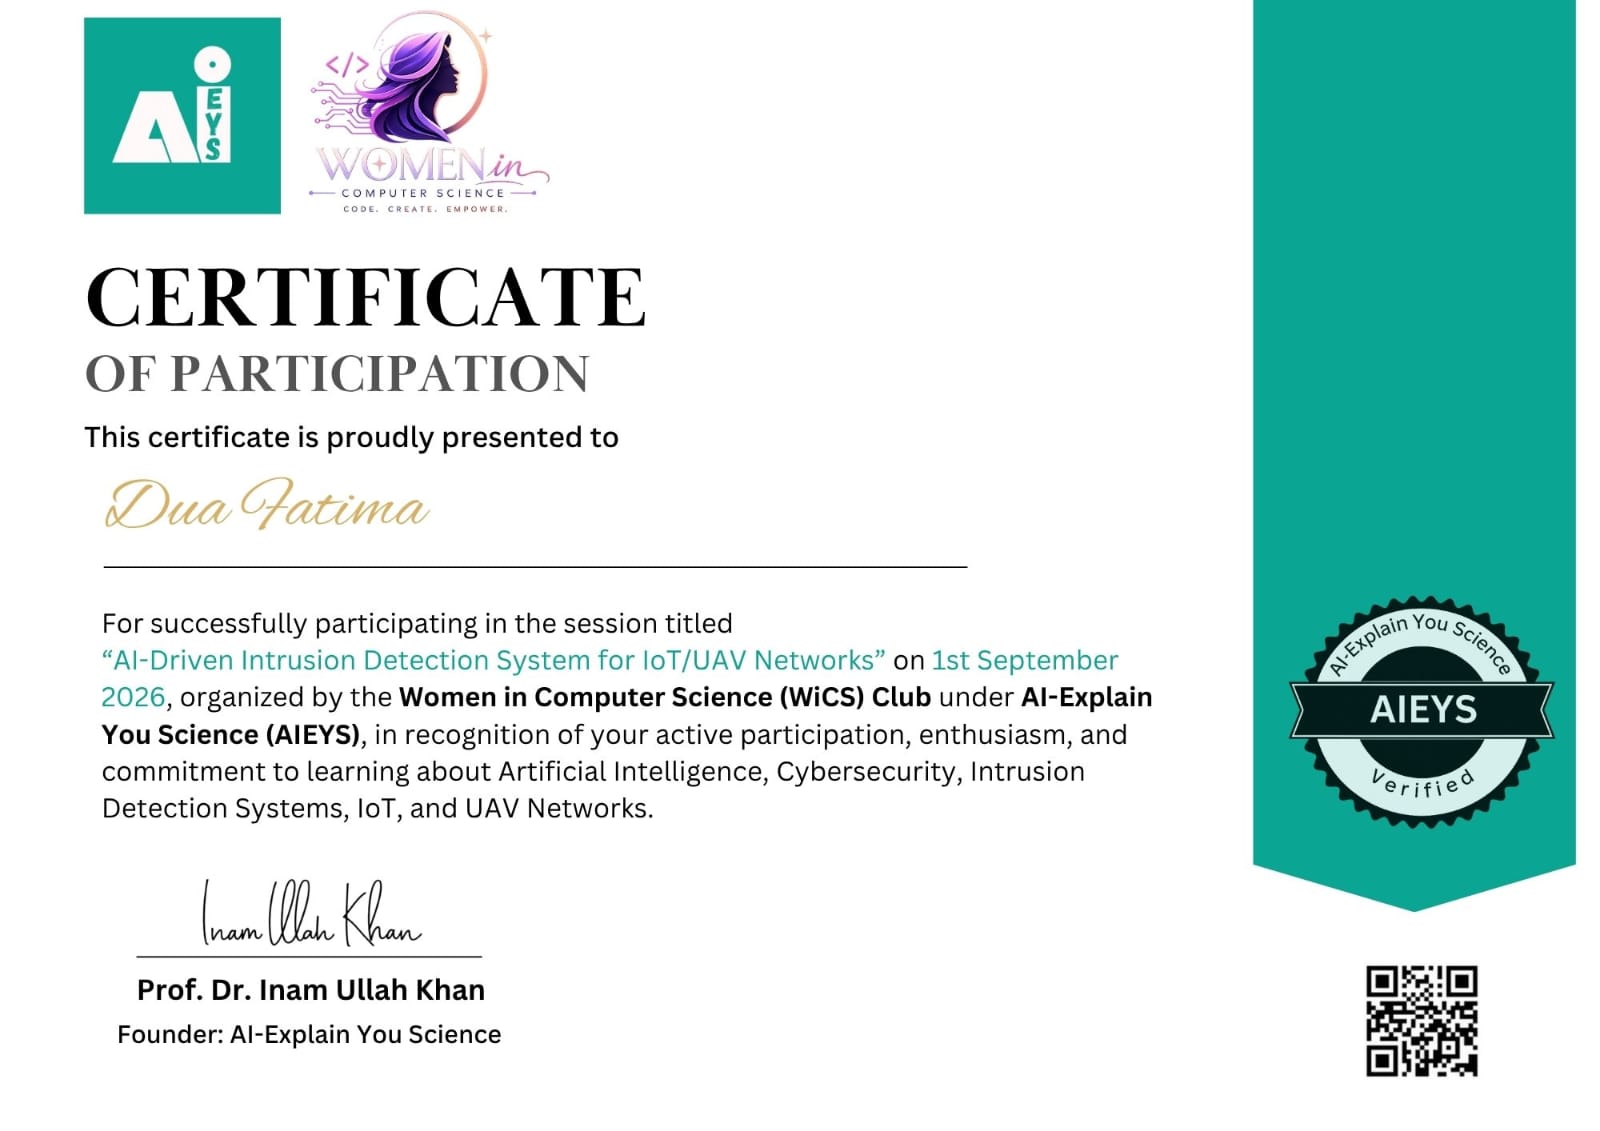 AI
O
EYS
</>
WOMEN in
COMPUTER SCIENCE
CODE. CREATE. EMPOWER.
CERTIFICATE
OF PARTICIPATION
This certificate is proudly presented to
Dua Fatima
For successfully participating in the session titled
“AI-Driven Intrusion Detection System for IoT/UAV Networks” on 1st September
2026, organized by the Women in Computer Science (WiCS) Club under AI-Explain
You Science (AIEYS), in recognition of your active participation, enthusiasm, and
commitment to learning about Artificial Intelligence, Cybersecurity, Intrusion
Detection Systems, IoT, and UAV Networks.
Inam Ullah Khan
Prof. Dr. Inam Ullah Khan
Founder: AI-Explain You Science
AI-Explain You Science
AIEYS
Verified